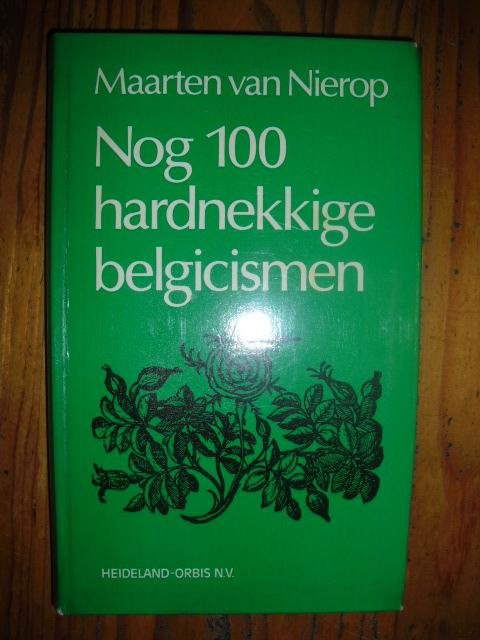 Maarten van Nierop
Nog 100
hardnekkige
belgicismen
HEIDELAND-ORBIS N.V.